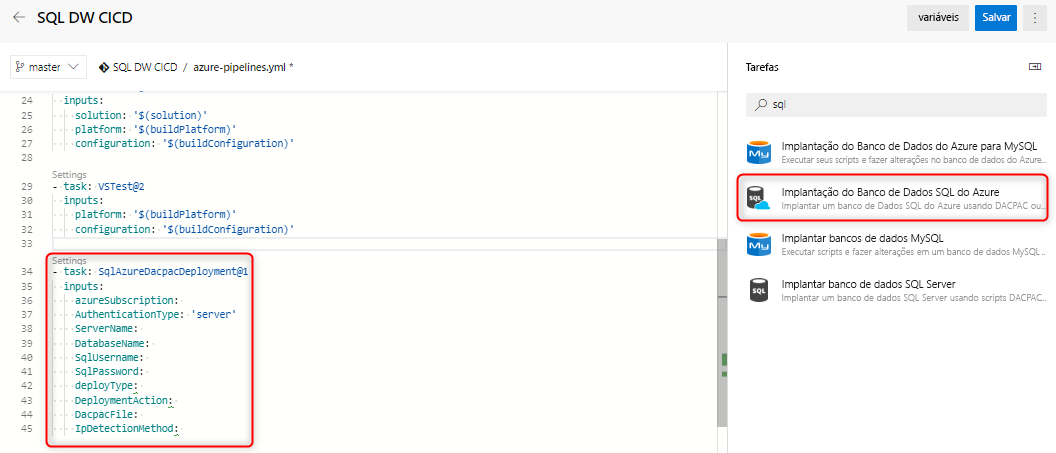 SQL DW CICD
variáveis
Salvar
master
SQL DW CICD / azure-pipelines.yml *
24 inputs:
25 solution: '$(solution)'
26 platform: '$(buildPlatform)'
27 configuration: '$(buildConfiguration)'
28
Settings
29 - task: VSTest@2
30 inputs:
31 platform: '$(buildPlatform)'
32 configuration: '$(buildConfiguration)'
33
Settings
34 - task: SqlAzureDacpacDeployment@1
35 inputs:
36 azureSubscription:
37 AuthenticationType: 'server'
38 ServerName:
39 DatabaseName:
40 SqlUsername:
41 SqlPassword:
42 deployType:
43 DeploymentAction:
44 DacpacFile:
45 IpDetectionMethod:
Tarefas
sql
My
Implantação do Banco de Dados do Azure para MySQL
Executar seus scripts e fazer alterações no banco de dados do Azure...
SQL
Implantação do Banco de Dados SQL do Azure
Implantar um banco de Dados SQL do Azure usando DACPAC ou...
My
Implantar bancos de dados MySQL
Executar scripts e fazer alterações em um banco de dados MySQL...
SQL
Implantar banco de dados SQL Server
Implantar um banco de dados SQL Server usando scripts DACPAC...